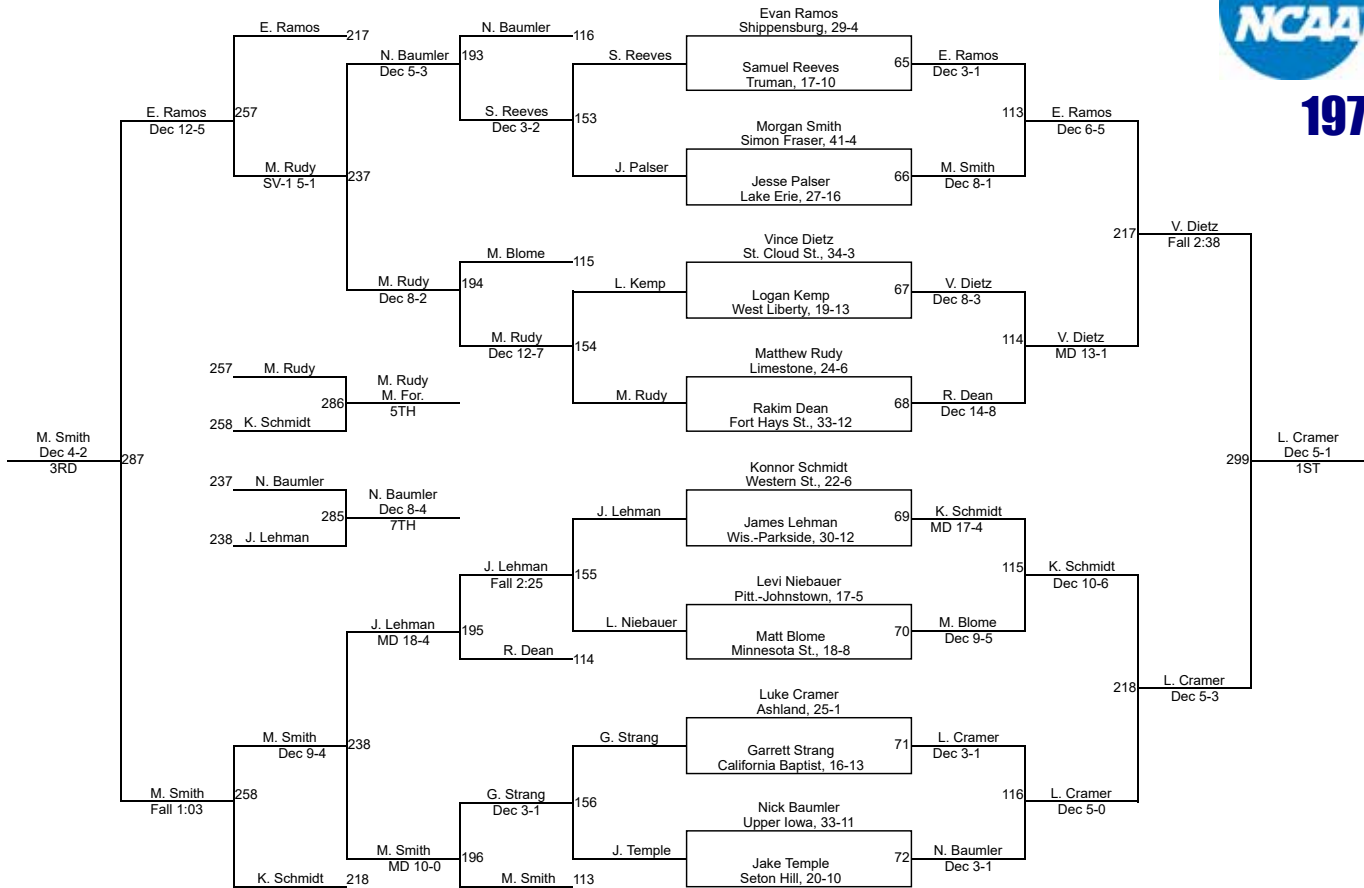 NCAA
197
E. Ramos
217
N. Baumler
Dec 5-3
193
N. Baumler
116
S. Reeves
Evan Ramos
Shippensburg, 29-4
Samuel Reeves
Truman, 17-10
65
E. Ramos
Dec 3-1
E. Ramos
Dec 12-5
257
S. Reeves
Dec 3-2
153
113
E. Ramos
Dec 6-5
M. Rudy
SV-1 5-1
237
J. Palser
Morgan Smith
Simon Fraser, 41-4
Jesse Palser
Lake Erie, 27-16
66
M. Smith
Dec 8-1
217
V. Dietz
Fall 2:38
M. Rudy
Dec 8-2
194
M. Blome
115
L. Kemp
Vince Dietz
St. Cloud St., 34-3
Logan Kemp
West Liberty, 19-13
67
V. Dietz
Dec 8-3
M. Rudy
Dec 12-7
154
114
V. Dietz
MD 13-1
257
M. Rudy
286
M. Rudy
M. For.
5TH
258
K. Schmidt
M. Rudy
Matthew Rudy
Limestone, 24-6
Rakim Dean
Fort Hays St., 33-12
68
R. Dean
Dec 14-8
M. Smith
Dec 4-2
3RD
287
299
L. Cramer
Dec 5-1
1ST
237
N. Baumler
285
N. Baumler
Dec 8-4
7TH
238
J. Lehman
J. Lehman
Konnor Schmidt
Western St., 22-6
James Lehman
Wis.-Parkside, 30-12
69
K. Schmidt
MD 17-4
J. Lehman
Fall 2:25
155
115
K. Schmidt
Dec 10-6
J. Lehman
MD 18-4
195
L. Niebauer
Levi Niebauer
Pitt.-Johnstown, 17-5
Matt Blome
Minnesota St., 18-8
70
M. Blome
Dec 9-5
R. Dean
114
218
L. Cramer
Dec 5-3
M. Smith
Dec 9-4
238
G. Strang
Luke Cramer
Ashland, 25-1
Garrett Strang
California Baptist, 16-13
71
L. Cramer
Dec 3-1
M. Smith
Fall 1:03
258
G. Strang
Dec 3-1
156
116
L. Cramer
Dec 5-0
M. Smith
MD 10-0
196
J. Temple
Nick Baumler
Upper Iowa, 33-11
Jake Temple
Seton Hill, 20-10
72
N. Baumler
Dec 3-1
K. Schmidt
218
M. Smith
113